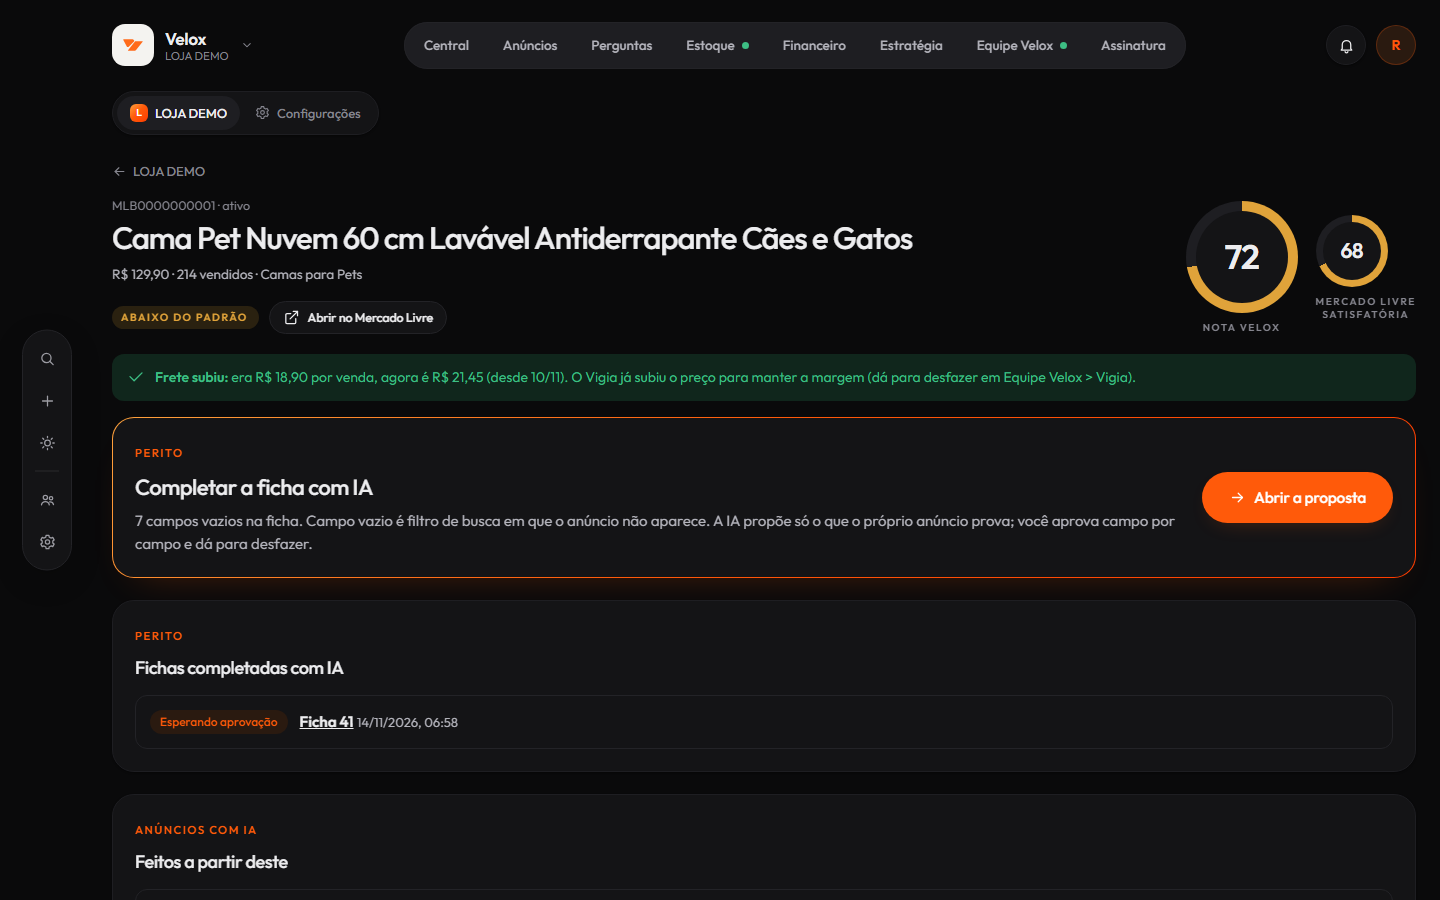 Velox
LOJA DEMO
Central
Anúncios
Perguntas
Estoque
Financeiro
Estratégia
Equipe Velox
Assinatura
R
L
LOJA DEMO
Configurações
← LOJA DEMO
MLB0000000001 · ativo
Cama Pet Nuvem 60 cm Lavável Antiderrapante Cães e Gatos
R$ 129,90 · 214 vendidos · Camas para Pets
ABAIXO DO PADRÃO
Abrir no Mercado Livre
72
NOTA VELOX
68
MERCADO LIVRE
SATISFATÓRIA
Frete subiu: era R$ 18,90 por venda, agora é R$ 21,45 (desde 10/11). O Vigia já subiu o preço para manter a margem (dá para desfazer em Equipe Velox > Vigia).
PERITO
Completar a ficha com IA
7 campos vazios na ficha. Campo vazio é filtro de busca em que o anúncio não aparece. A IA propõe só o que o próprio anúncio prova; você aprova campo por
campo e dá para desfazer.
→ Abrir a proposta
PERITO
Fichas completadas com IA
Esperando aprovação
Ficha 41 14/11/2026, 06:58
ANÚNCIOS COM IA
Feitos a partir deste